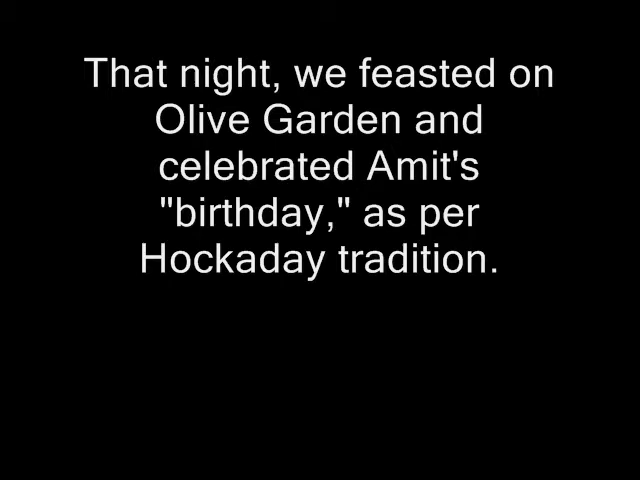 That night, we feasted on
Olive Garden and
celebrated Amit's
"birthday," as per
Hockaday tradition.